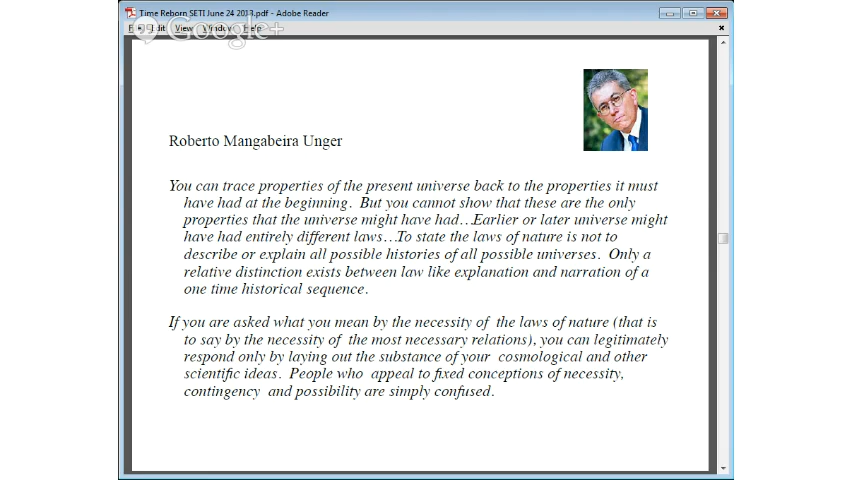 Time Reborn SETI June 24 2013.pdf - Adobe Reader
File Edit View Window Help
Google+
Roberto Mangabeira Unger
You can trace properties of the present universe back to the properties it must
have had at the beginning. But you cannot show that these are the only
properties that the universe might have had…Earlier or later universe might
have had entirely different laws…To state the laws of nature is not to
describe or explain all possible histories of all possible universes. Only a
relative distinction exists between law like explanation and narration of a
one time historical sequence.
If you are asked what you mean by the necessity of the laws of nature (that is
to say by the necessity of the most necessary relations), you can legitimately
respond only by laying out the substance of your cosmological and other
scientific ideas. People who appeal to fixed conceptions of necessity,
contingency and possibility are simply confused.